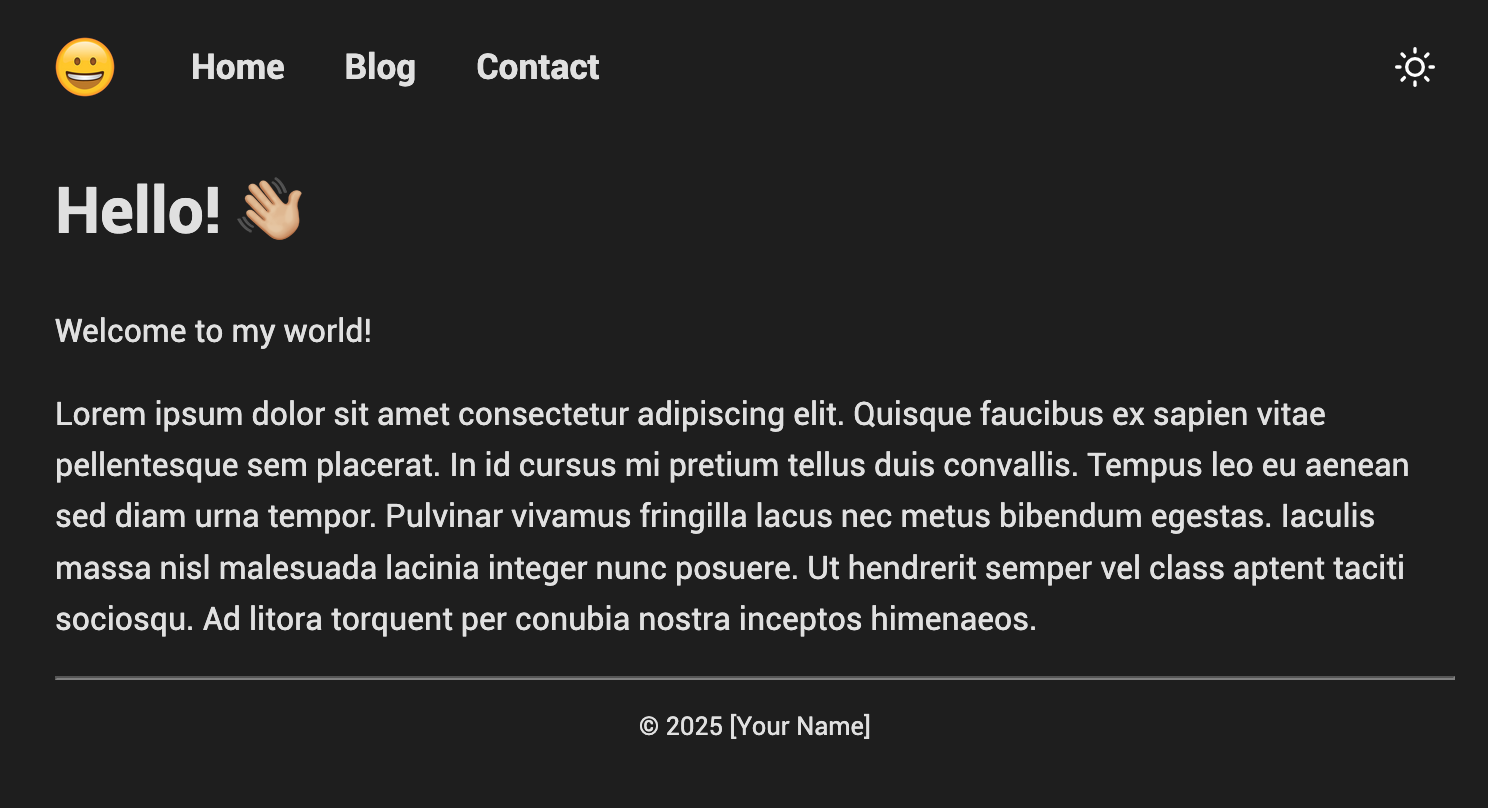 😀 Home Blog Contact
Hello! 👋🏼
Welcome to my world!
Lorem ipsum dolor sit amet consectetur adipiscing elit. Quisque faucibus ex sapien vitae
pellentesque sem placerat. In id cursus mi pretium tellus duis convallis. Tempus leo eu aenean
sed diam urna tempor. Pulvinar vivamus fringilla lacus nec metus bibendum egestas. Iaculis
massa nisl malesuada lacinia integer nunc posuere. Ut hendrerit semper vel class aptent taciti
sociosqu. Ad litora torquent per conubia nostra inceptos himenaeos.
© 2025 [Your Name]